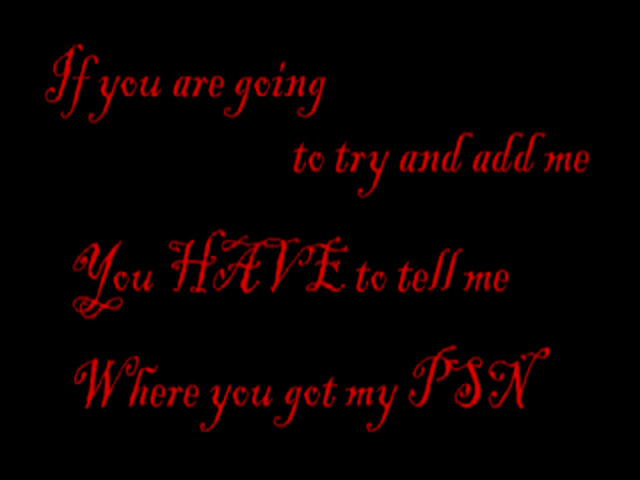 If you are going
to try and add me
You HAVE to tell me
Where you got my PSN